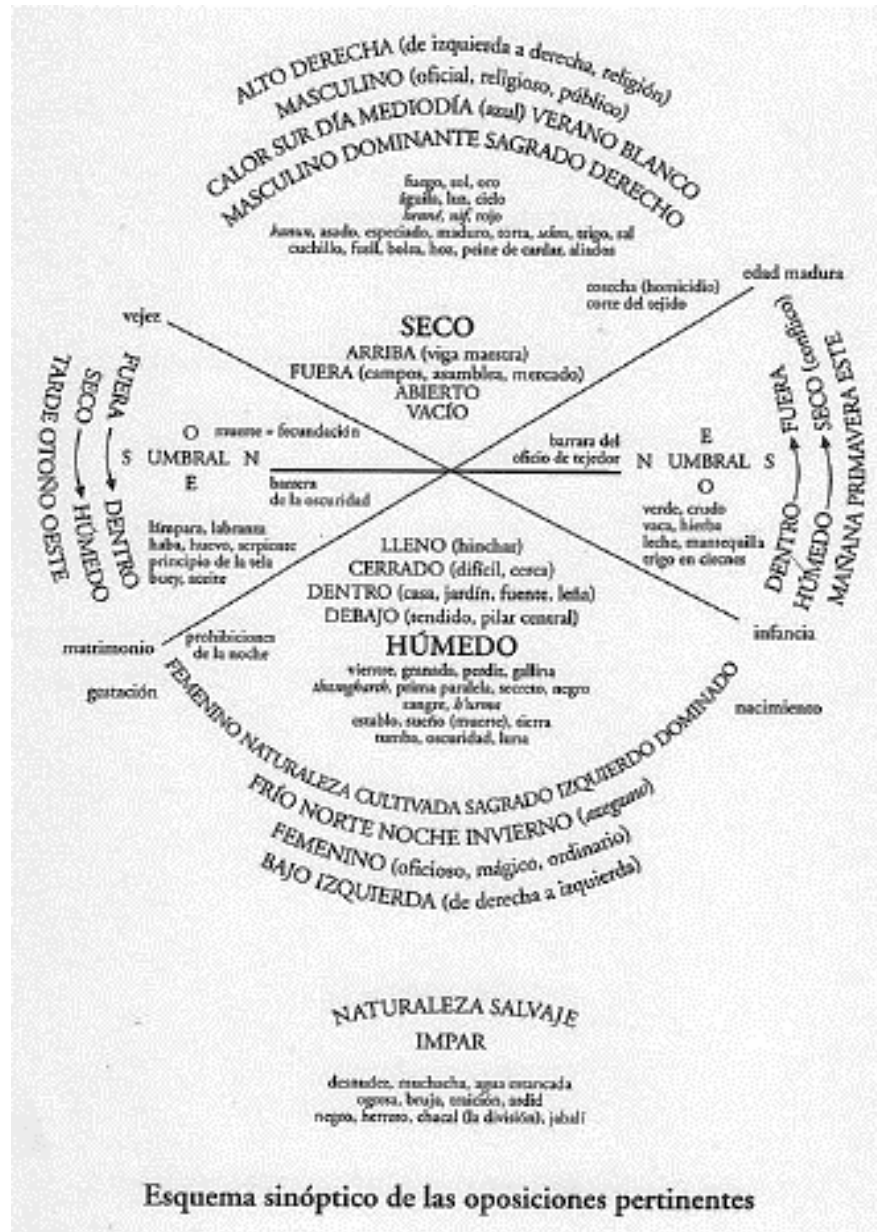 ALTO DERECHA (de izquierda a derecha, religión)
MASCULINO (oficial, religioso, público)
CALOR SUR DÍA MEDIODÍA (azul) VERANO BLANCO
MASCULINO DOMINANTE SAGRADO DERECHO
fuego, sol, oro
águila, luz, cielo
nif, rojo
asado, especiado, maduro, torta, trigo, sal
cuchillo, fusil, bolsa, hoz, peine de cardar, aliados
edad madura
cosecha (homicidio)
corte del tejido
vejez
SECO
ARRIBA (viga maestra)
FUERA (campos, asamblea, mercado)
ABIERTO
VACÍO
TARDE OTOÑO OESTE
SECO HÚMEDO
FUERA DENTRO
O
S UMBRAL N
E
muerte = fecundación
barrera
de la oscuridad
lámpara, labranza
haba, huevo, serpiente
principio de la tela
buey, aceite
barrara del
oficio de tejedor
E
N UMBRAL S
O
verde, crudo
vaca, hierba
leche, mantequilla
trigo en ciernes
DENTRO FUERA
HÚMEDO SECO (conflicto)
MAÑANA PRIMAVERA ESTE
LLENO (hinchar)
CERRADO (difícil, cerca)
DENTRO (casa, jardín, fuente, leña)
DEBAJO (tendido, pilar central)
HÚMEDO
vientre, granada, perdiz, gallina
prima paralela, secreto, negro
sangre,
establo, sueño (muerte), tierra
tumba, oscuridad, luna
matrimonio
prohibiciones
de la noche
gestación
infancia
nacimiento
FEMENINO NATURALEZA CULTIVADA SAGRADO IZQUIERDO DOMINADO
FRÍO NORTE NOCHE INVIERNO
FEMENINO (oficioso, mágico, ordinario)
BAJO IZQUIERDA (de derecha a izquierda)
NATURALEZA SALVAJE
IMPAR
desnudez, muchacha, agua estancada
ogresa, bruja, traición, ardid
negro, herrero, chacal (la división), jabalí
Esquema sinóptico de las oposiciones pertinentes